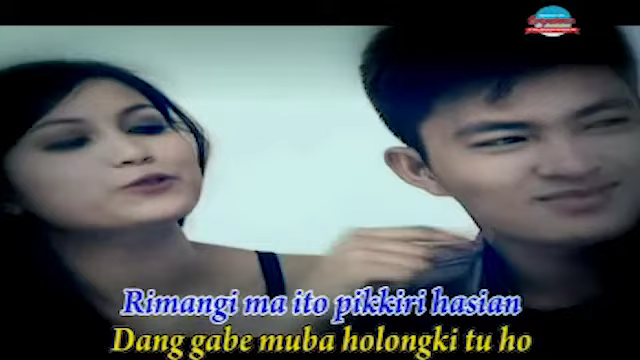 Rimangi ma ito pikkiri hasian
Dang gabe muba holongki tu ho